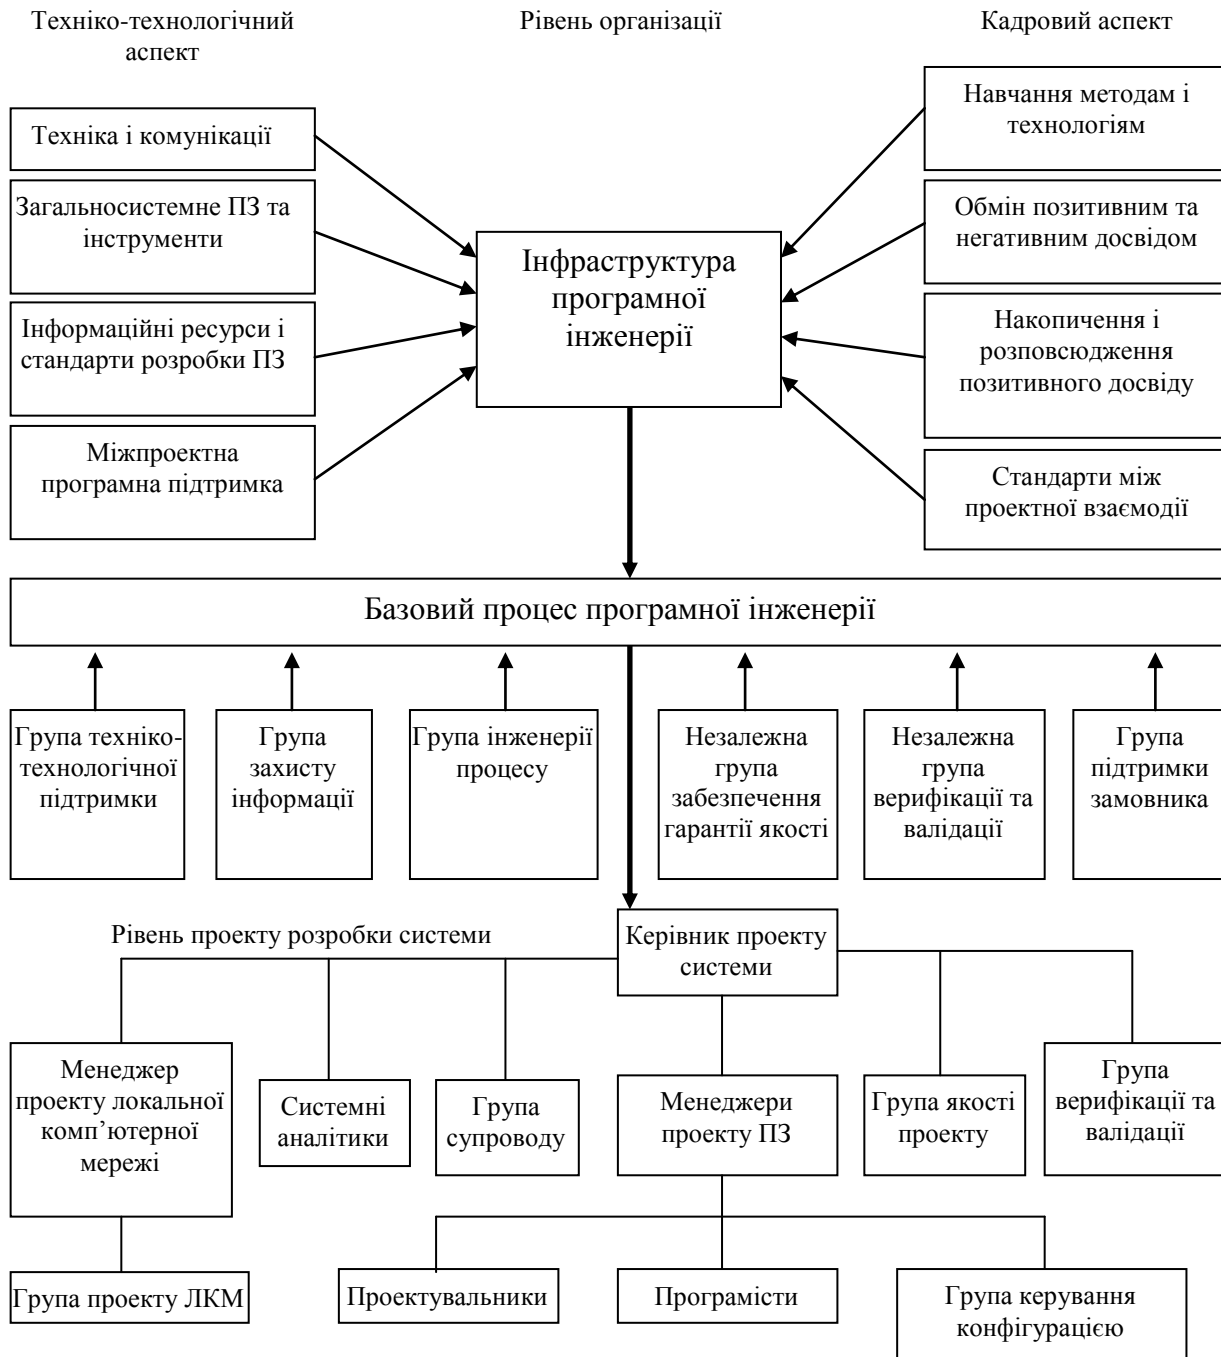 Техніко-технологічний
аспект
Рівень організації
Кадровий аспект
Техніка і комунікації
Загальносистемне ПЗ та
інструменти
Інформаційні ресурси і
стандарти розробки ПЗ
Міжпроектна
програмна підтримка
Інфраструктура
програмної
інженерії
Навчання методам і
технологіям
Обмін позитивним та
негативним досвідом
Накопичення і
розповсюдження
позитивного досвіду
Стандарти між
проектної взаємодії
Базовий процес програмної інженерії
Група техніко-
технологічної
підтримки
Група
захисту
інформації
Група інженерії
процесу
Незалежна
група
забезпечення
гарантії якості
Незалежна
група
верифікації та
валідації
Група
підтримки
замовника
Рівень проекту розробки системи
Керівник проекту
системи
Менеджер
проекту локальної
комп’ютерної
мережі
Системні
аналітики
Група
супроводу
Менеджери
проекту ПЗ
Група якості
проекту
Група
верифікації та
валідації
Група проекту ЛКМ
Проектувальники
Програмісти
Група керування
конфігурацією